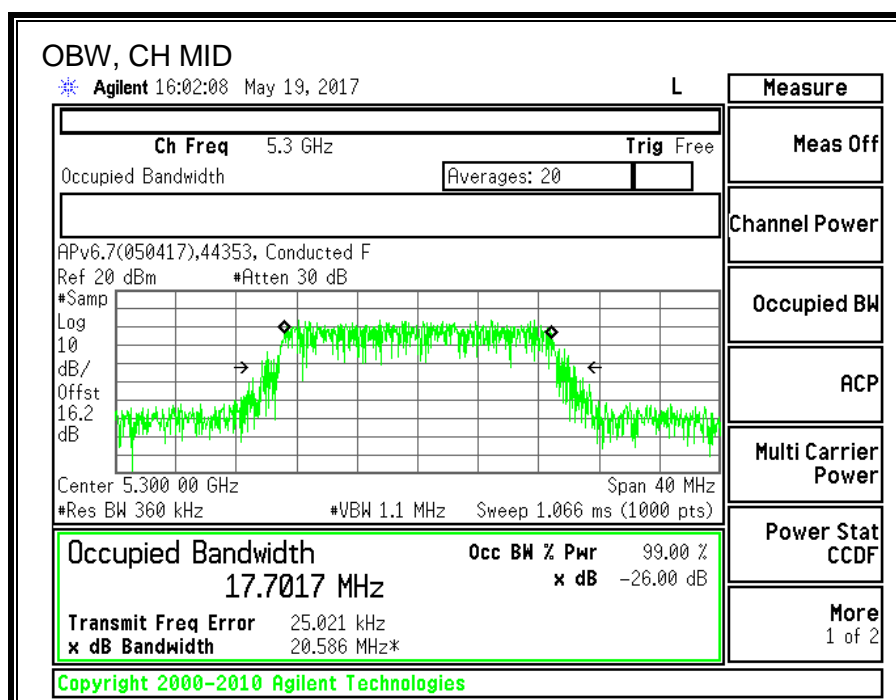 OBW, CH MID
Agilent 16:02:08 May 19, 2017 L
Measure
Ch Freq 5.3 GHz Trig Free
Meas Off
Occupied Bandwidth Averages: 20
Channel Power
APv6.7(050417),44353, Conducted F
Ref 20 dBm #Atten 30 dB
#Samp
Log
10
dB/
Offst
16.2
dB
Occupied BW
ACP
Multi Carrier
Power
Center 5.300 00 GHz Span 40 MHz
#Res BW 360 kHz #VBW 1.1 MHz Sweep 1.066 ms (1000 pts)
Power Stat
CCDF
Occupied Bandwidth Occ BW % Pwr 99.00 %
17.7017 MHz x dB -26.00 dB
Transmit Freq Error 25.021 kHz
x dB Bandwidth 20.586 MHz*
More
1 of 2
Copyright 2000-2010 Agilent Technologies